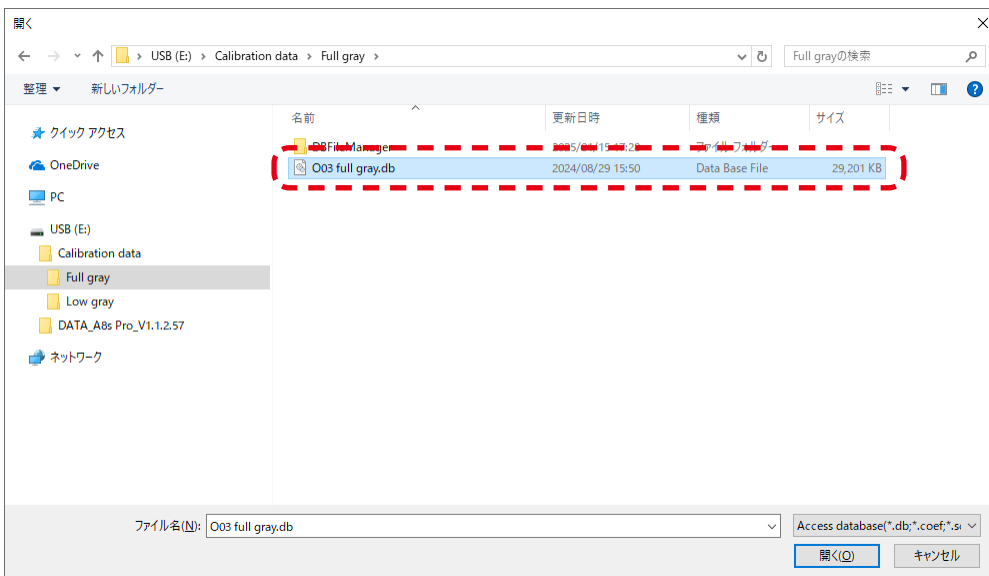 開く
USB (E:) › Calibration data › Full gray ›
Full grayの検索
整理 新しいフォルダー
名前 更新日時 種類 サイズ
DBFileManager 2025/01/15 17:28 ファイル フォルダー
O03 full gray.db 2024/08/29 15:50 Data Base File 29,201 KB
クイック アクセス
OneDrive
PC
USB (E:)
Calibration data
Full gray
Low gray
DATA_A8s Pro_V1.1.2.57
ネットワーク
ファイル名(N): O03 full gray.db
Access database(*.db;*.coef;*.s
開く(O) キャンセル